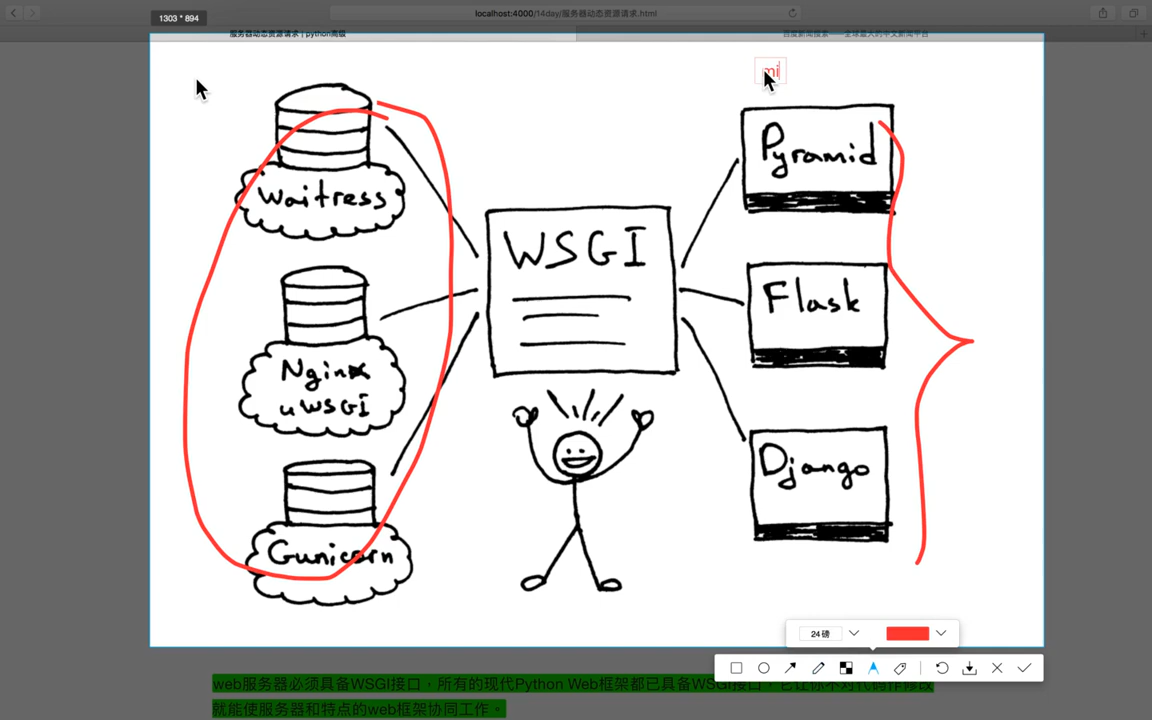 1303 * 894
localhost:4000/14day/服务器动态资源请求.html
服务器动态资源请求 | python高级
百度新闻搜索——全球最大的中文新闻平台
mi
Waitress
Nginx
uWSGI
Gunicorn
WSGI
Pyramid
Flask
Django
24磅
web服务器必须具备WSGI接口，所有的现代Python Web框架都已具备WSGI接口，它让你不对代码作修改
就能使服务器和特点的web框架协同工作。